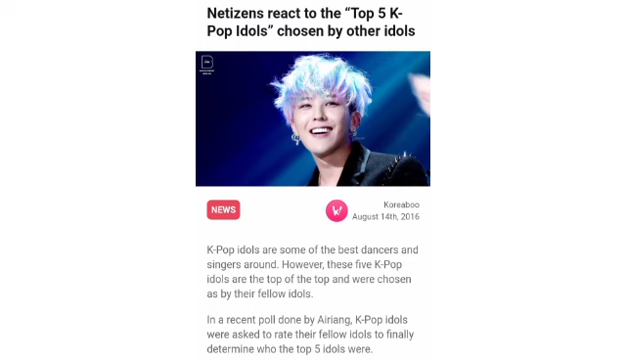 Netizens react to the “Top 5 K-
Pop Idols” chosen by other idols
NEWS
Koreaboo
August 14th, 2016
K-Pop idols are some of the best dancers and
singers around. However, these five K-Pop
idols are the top of the top and were chosen
as by their fellow idols.
In a recent poll done by Airiang, K-Pop idols
were asked to rate their fellow idols to finally
determine who the top 5 idols were.